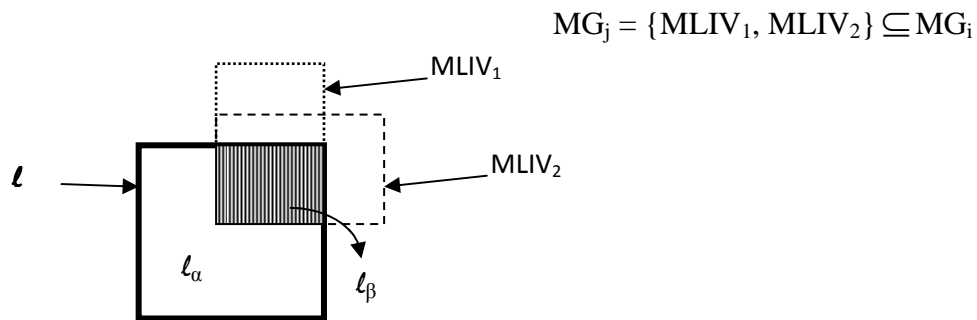 MGⱼ = {MLIV₁, MLIV₂} ⊆ MGᵢ
MLIV₁
MLIV₂
ℓ
ℓα
ℓβ